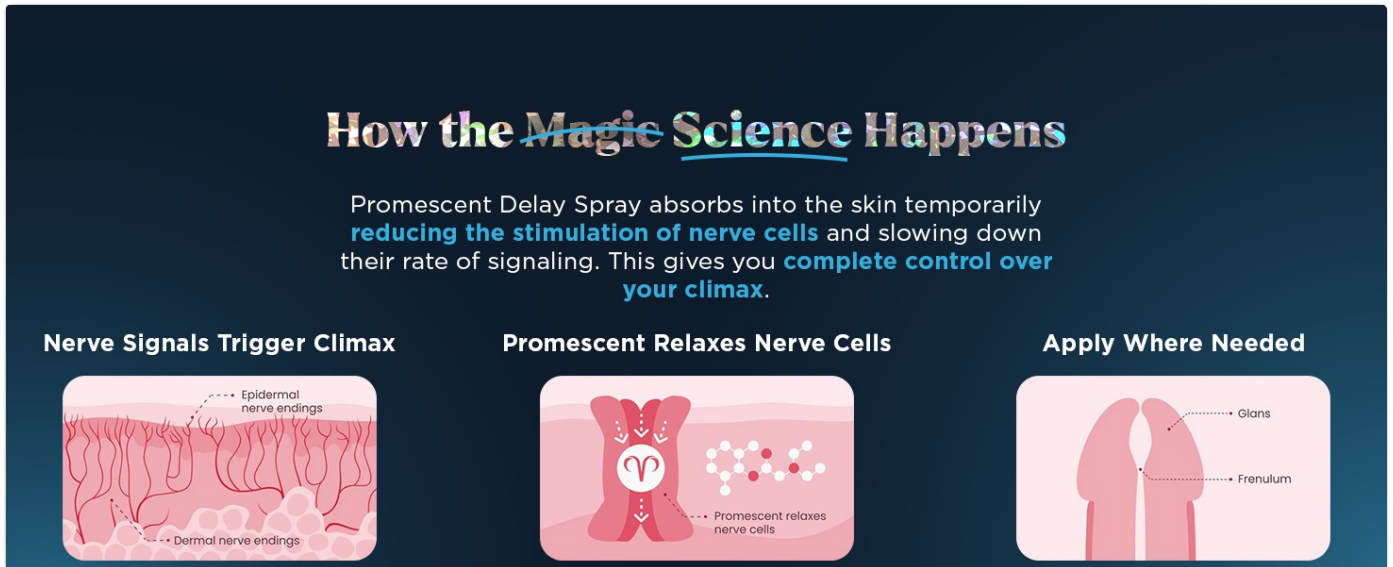 How the Magic Science Happens
Promescent Delay Spray absorbs into the skin temporarily
reducing the stimulation of nerve cells and slowing down
their rate of signaling. This gives you complete control over
your climax.
Nerve Signals Trigger Climax
Epidermal
nerve endings
Dermal nerve endings
Promescent Relaxes Nerve Cells
Promescent relaxes
nerve cells
Apply Where Needed
Glans
Frenulum